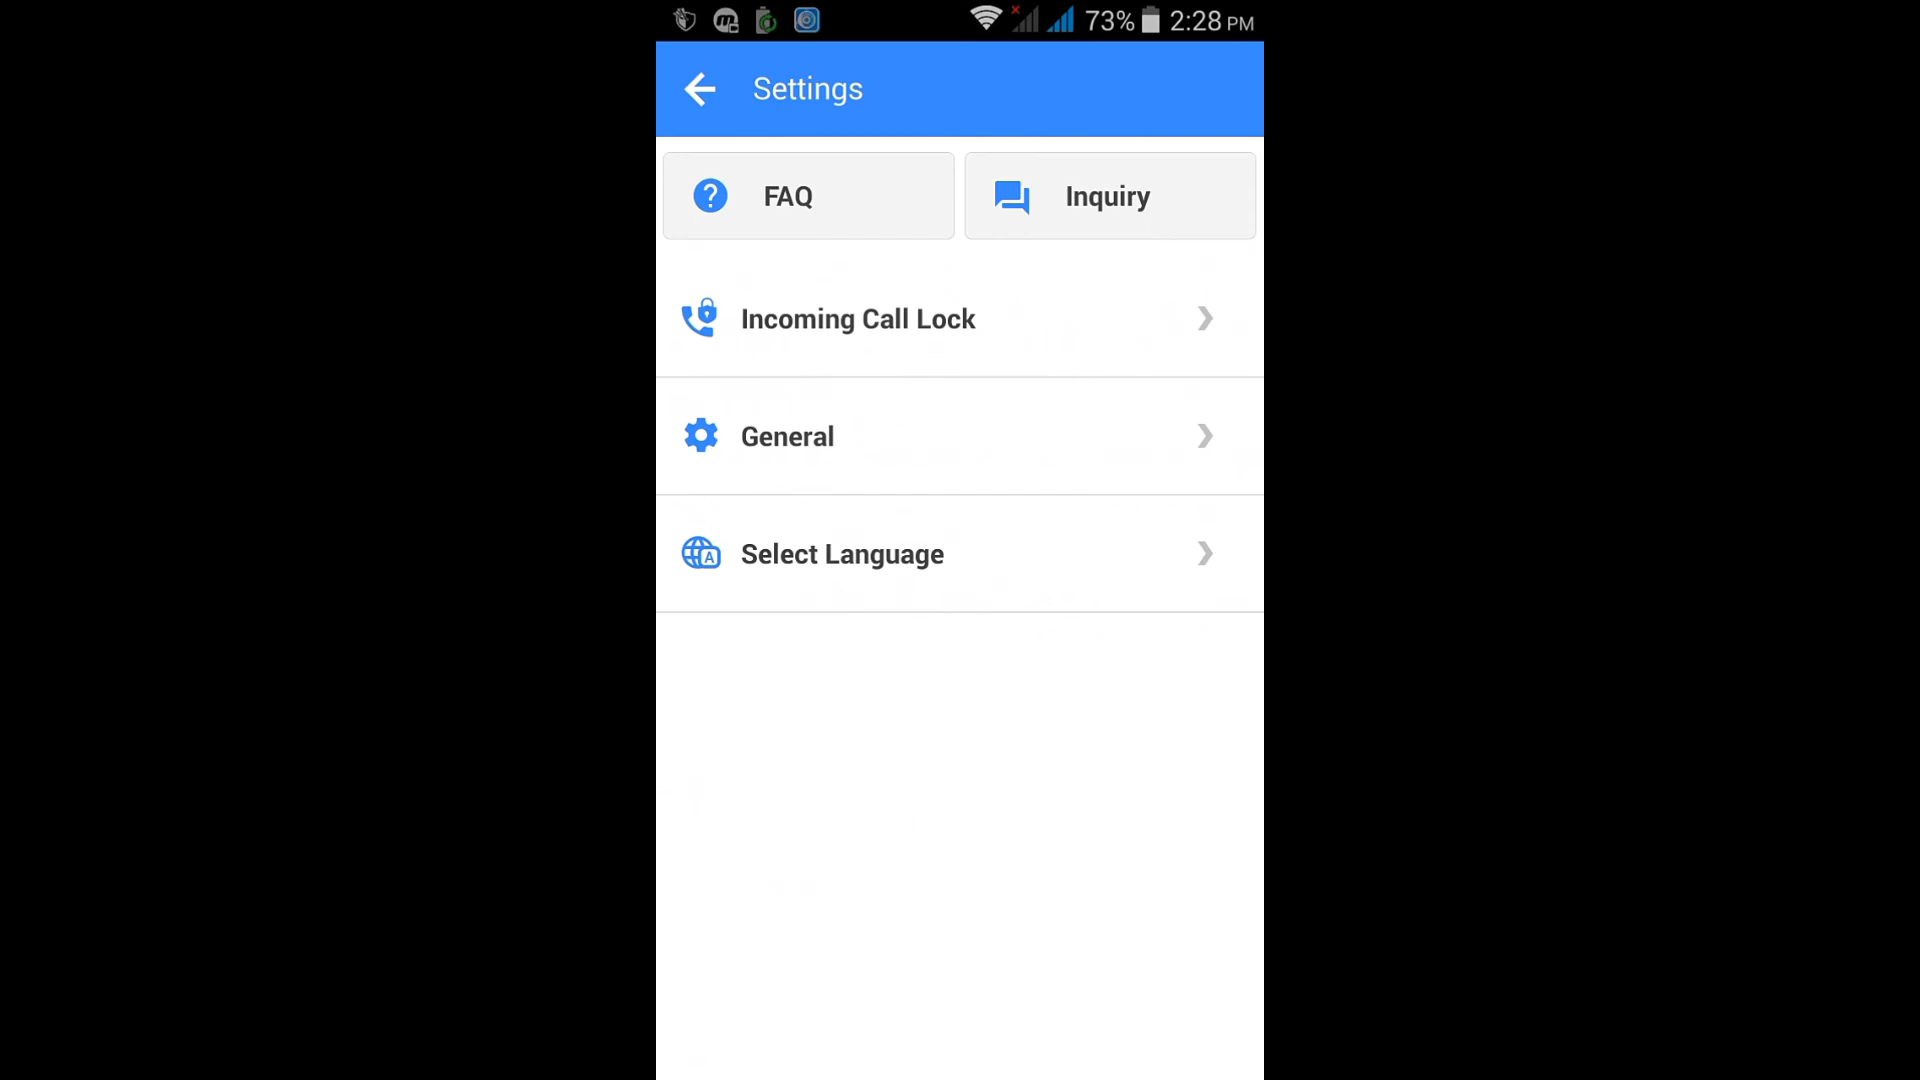 73% 2:28 PM
Settings
FAQ Inquiry
Incoming Call Lock
General
Select Language